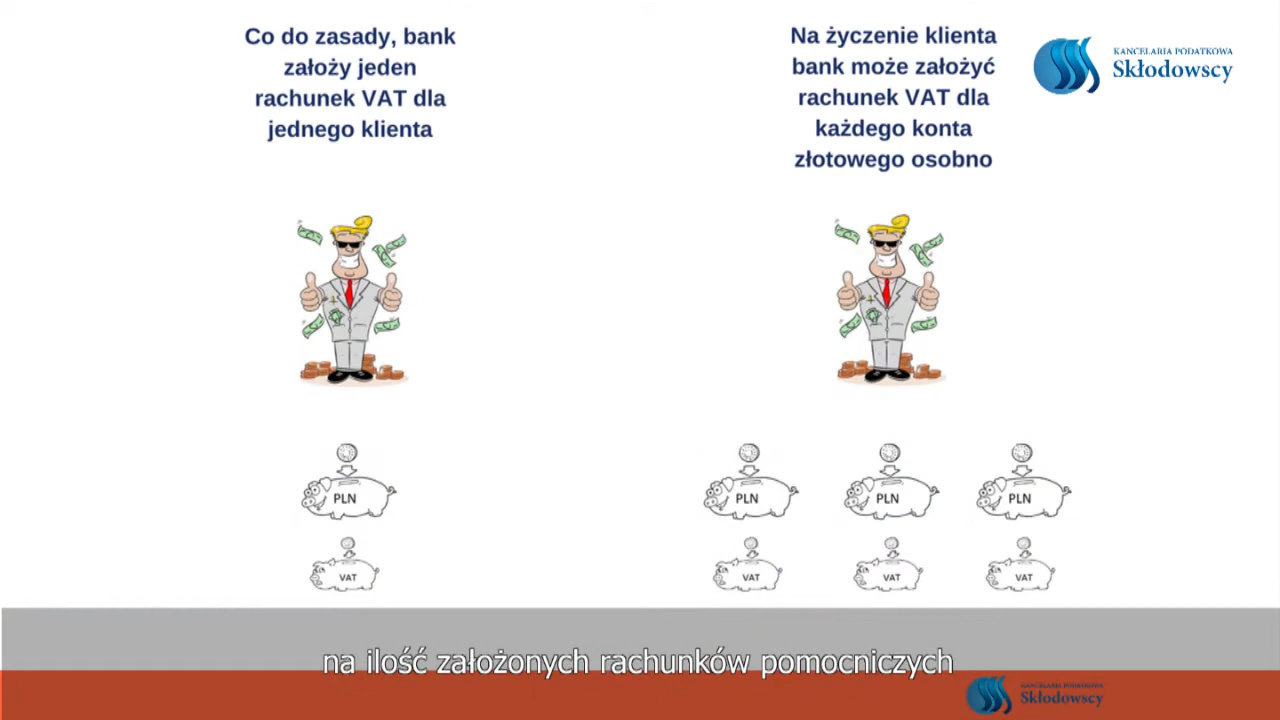 Co do zasady, bank
założy jeden
rachunek VAT dla
jednego klienta
Na życzenie klienta
bank może założyć
rachunek VAT dla
każdego konta
złotowego osobno
KANCELARIA PODATKOWA
Skłodowscy
PLN
PLN
PLN
PLN
VAT
VAT
VAT
VAT
na ilość założonych rachunków pomocniczych
KANCELARIA PODATKOWA
Skłodowscy